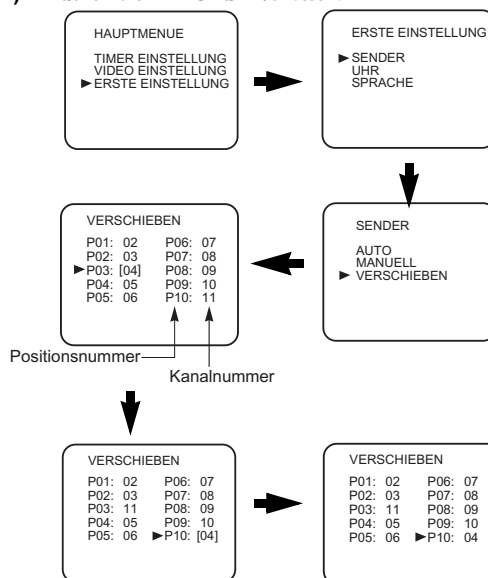 HAUPTMENUE
TIMER EINSTELLUNG
VIDEO EINSTELLUNG
►ERSTE EINSTELLUNG
ERSTE EINSTELLUNG
►SENDER
UHR
SPRACHE
SENDER
AUTO
MANUELL
► VERSCHIEBEN
VERSCHIEBEN
P01: 02 P06: 07
P02: 03 P07: 08
►P03: [04] P08: 09
P04: 05 P09: 10
P05: 06 P10: 11
Positionsnummer
Kanalnummer
VERSCHIEBEN
P01: 02 P06: 07
P02: 03 P07: 08
P03: 11 P08: 09
P04: 05 P09: 10
P05: 06 ►P10: [04]
VERSCHIEBEN
P01: 02 P06: 07
P02: 03 P07: 08
P03: 11 P08: 09
P04: 05 P09: 10
P05: 06 ►P10: 04